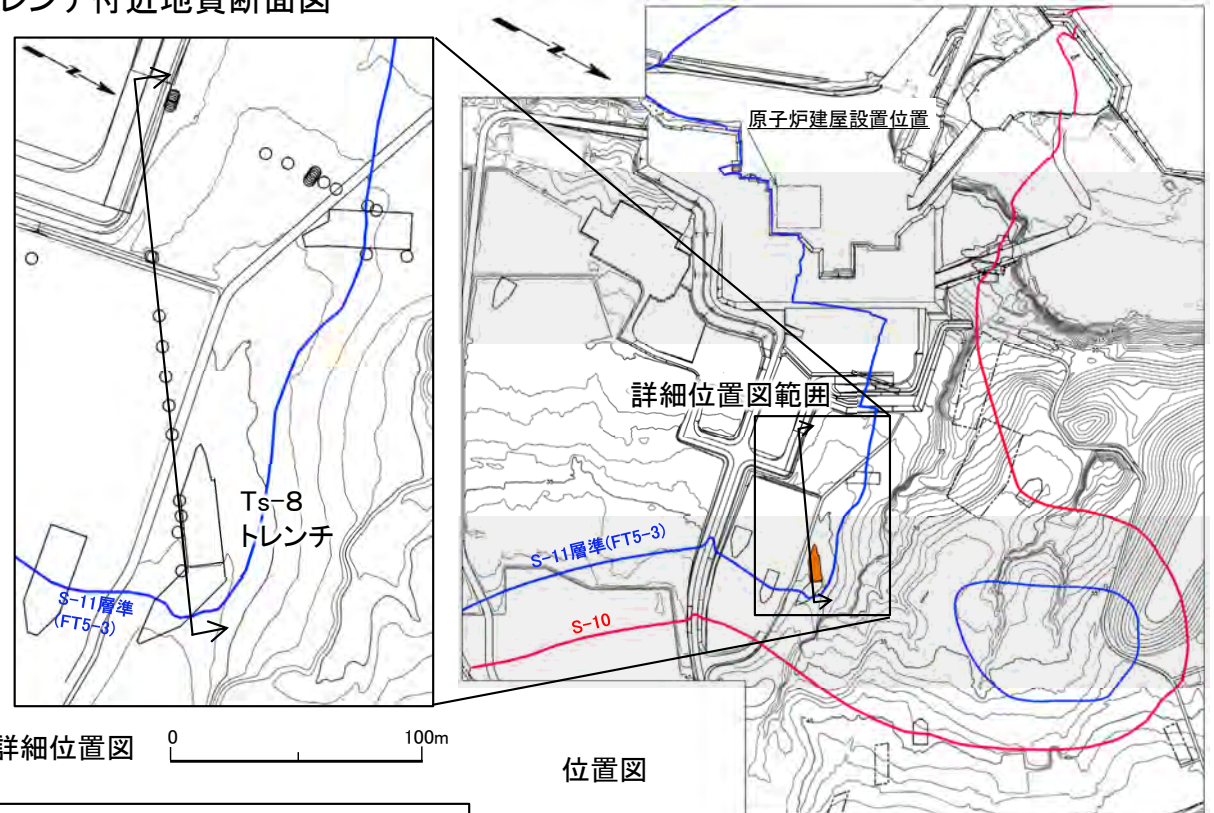 レンチ付近地質断面図
N
N
原子炉建屋設置位置
詳細位置図範囲
Ts-8
トレンチ
S-11層準
(FT5-3)
S-11層準(FT5-3)
S-10
詳細位置図
0
100m
位置図